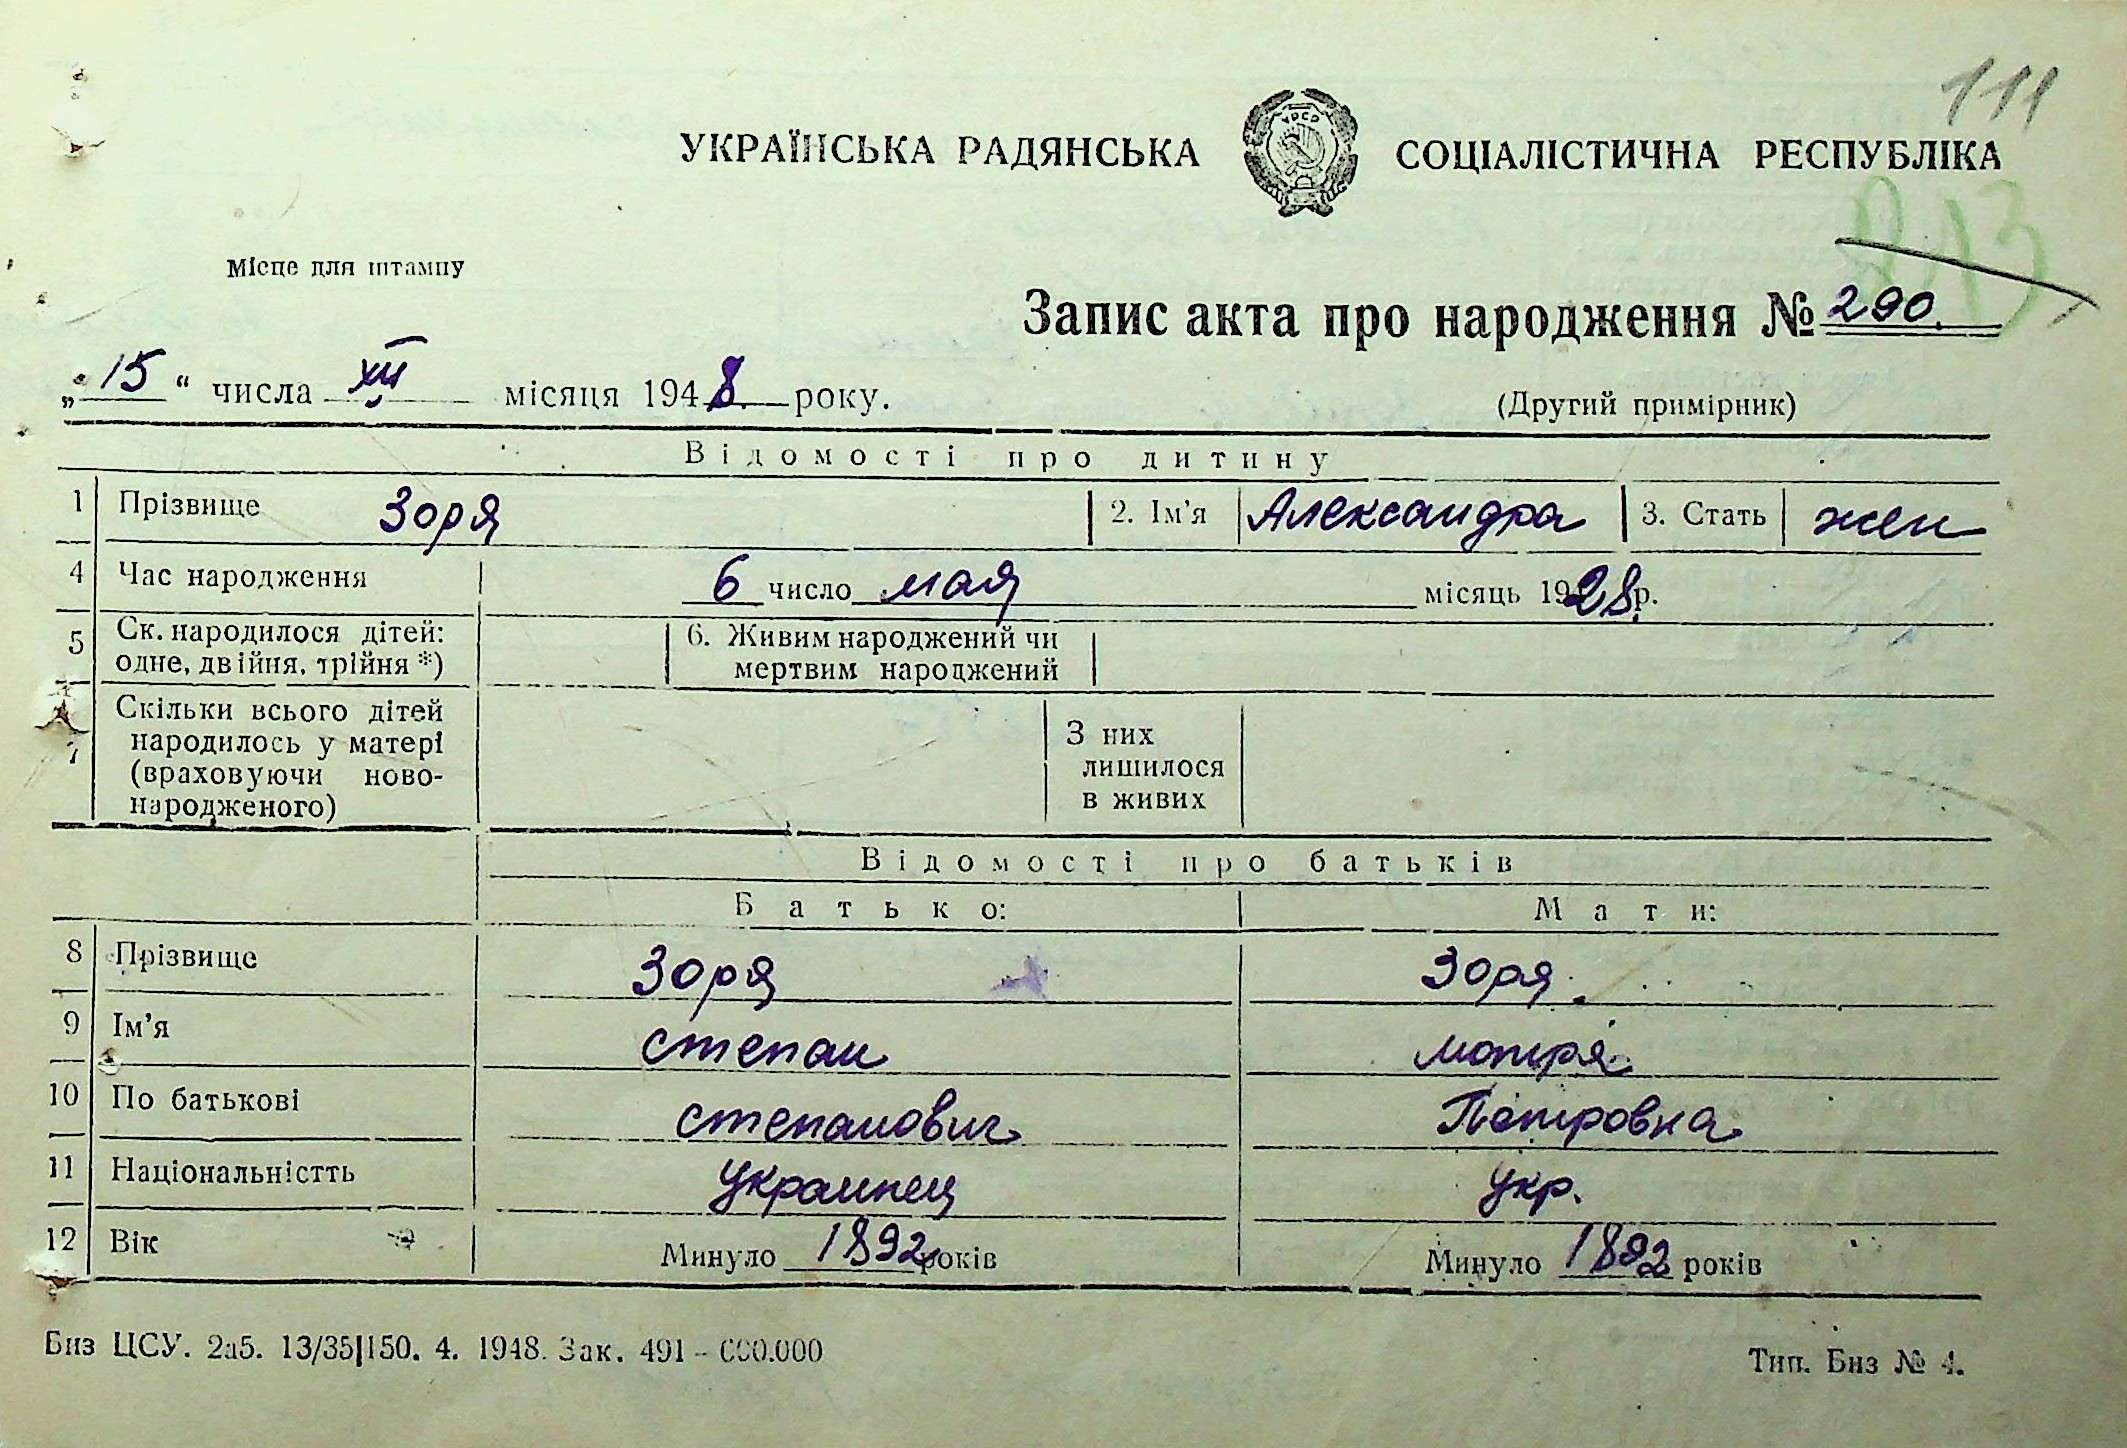 111
УКРАЇНСЬКА РАДЯНСЬКА СОЦІАЛІСТИЧНА РЕСПУБЛІКА
УРСР
213
Місце для штампу
Запис акта про народження № 290.
„15“ числа XII місяця 1948 року.
(Другий примірник)
Відомості про дитину
1 Прізвище Зоря 2. Ім'я Александра 3. Стать жен
4 Час народження 6 число мая місяць 1928 р.
5 Ск. народилося дітей: одне, двійня, трійня *) 6. Живим народжений чи мертвим народжений
7 Скільки всього дітей народилось у матері (враховуючи ново- народженого) З них лишилося в живих
Відомості про батьків
Батько: Мати:
8 Прізвище Зоря Зоря.
9 Ім'я степан мотря
10 По батькові степанович Петровна
11 Національністть Украинец Укр.
12 Вік Минуло 1892 років Минуло 1892 років
Биз ЦСУ. 2а5. 13/35|150. 4. 1948. Зак. 491 - 600.000
Тип. Биз № 4.